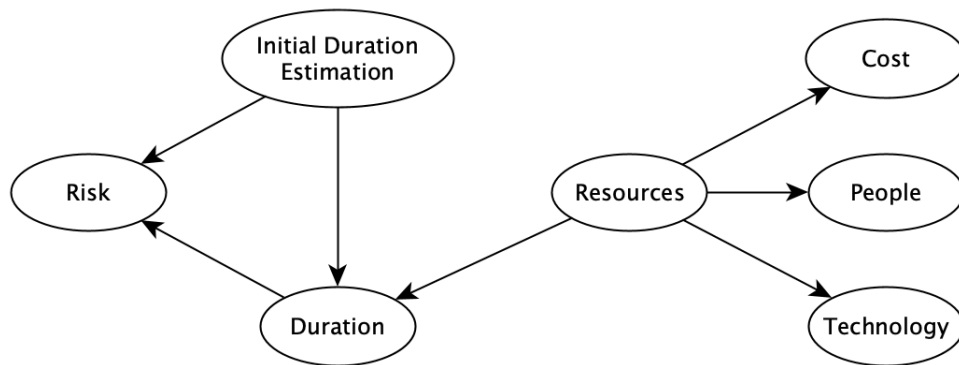 Initial Duration
Estimation
Cost
Risk
Resources
People
Duration
Technology